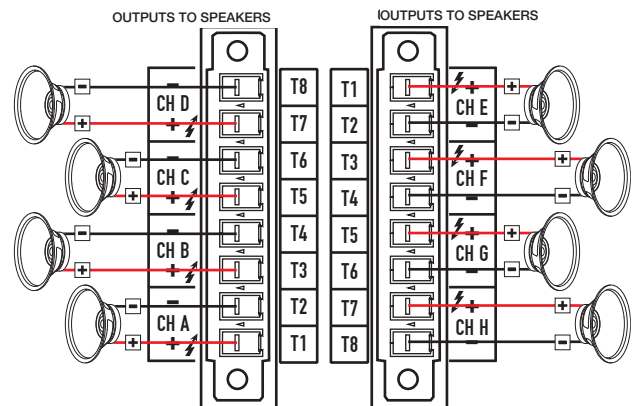 OUTPUTS TO SPEAKERS
IOUTPUTS TO SPEAKERS
- - T8 T1 + +
CH D CH E
+ + T7 T2 - -
- - T6 T3 + +
CH C CH F
+ + T5 T4 - -
- - T4 T5 + +
CH B CH G
+ + T3 T6 - -
- - T2 T7 + +
CH A CH H
+ + T1 T8 - -